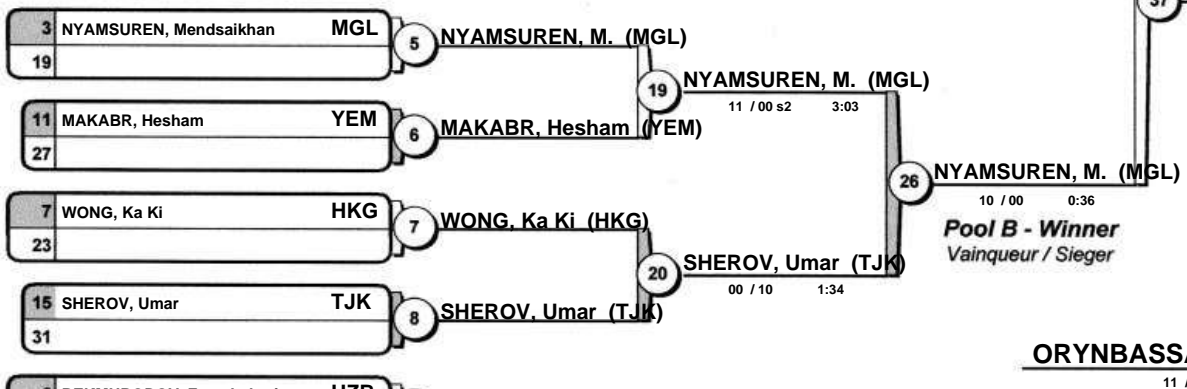 37
3 NYAMSUREN, Mendsaikhan MGL
19
5 NYAMSUREN, M. (MGL)
19 NYAMSUREN, M. (MGL)
11 / 00 s2 3:03
11 MAKABR, Hesham YEM
27
6 MAKABR, Hesham (YEM)
26 NYAMSUREN, M. (MGL)
10 / 00 0:36
Pool B - Winner
Vainqueur / Sieger
7 WONG, Ka Ki HKG
23
7 WONG, Ka Ki (HKG)
20 SHEROV, Umar (TJK)
00 / 10 1:34
15 SHEROV, Umar TJK
31
8 SHEROV, Umar (TJK)
11 /